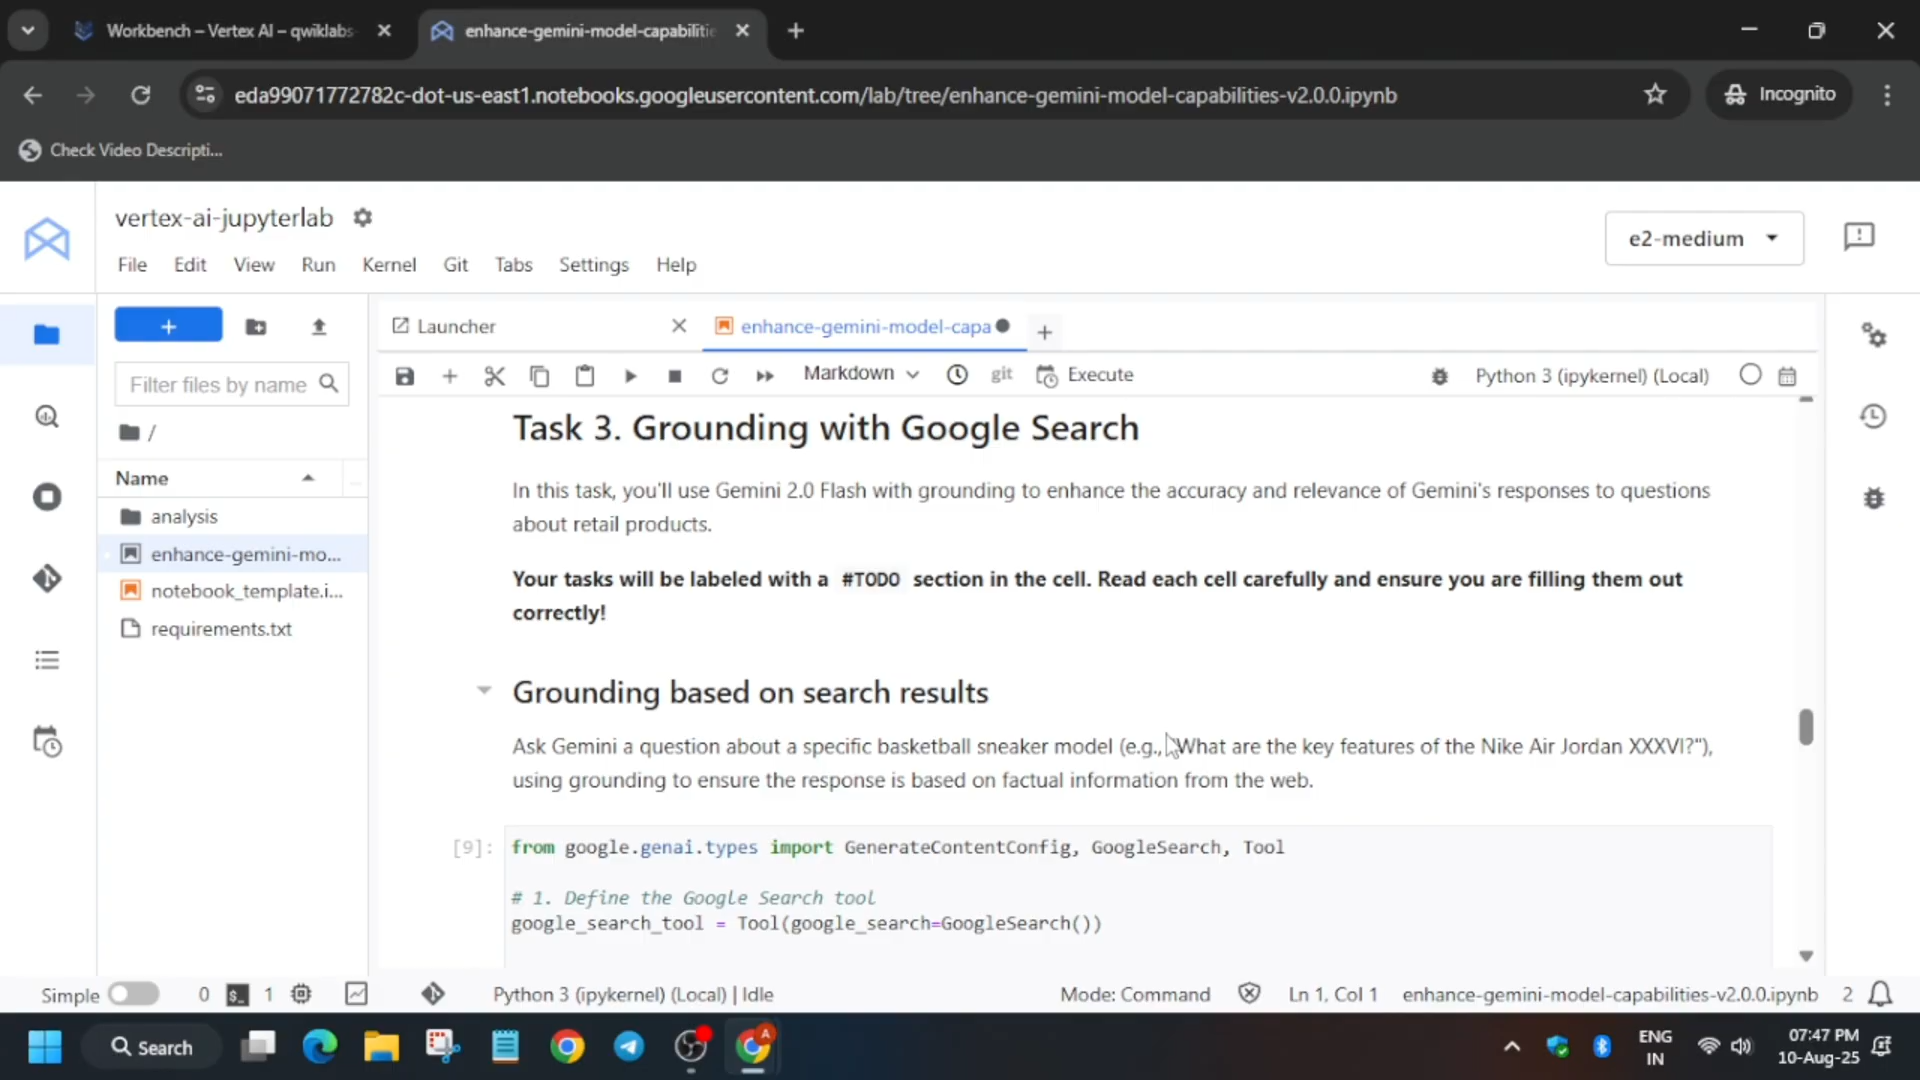 Workbench – Vertex AI – qwiklabs-
enhance-gemini-model-capabilitie
eda99071772782c-dot-us-east1.notebooks.googleusercontent.com/lab/tree/enhance-gemini-model-capabilities-v2.0.0.ipynb
Incognito
Check Video Descripti...
vertex-ai-jupyterlab
e2-medium
File Edit View Run Kernel Git Tabs Settings Help
Launcher
enhance-gemini-model-capa
Filter files by name
Markdown
git
Execute
Python 3 (ipykernel) (Local)
/
Name
analysis
enhance-gemini-mo...
notebook_template.i...
requirements.txt
Task 3. Grounding with Google Search
In this task, you'll use Gemini 2.0 Flash with grounding to enhance the accuracy and relevance of Gemini's responses to questions
about retail products.
Your tasks will be labeled with a #TODO section in the cell. Read each cell carefully and ensure you are filling them out
correctly!
Grounding based on search results
Ask Gemini a question about a specific basketball sneaker model (e.g., "What are the key features of the Nike Air Jordan XXXVI?"),
using grounding to ensure the response is based on factual information from the web.
[9]:
from google.genai.types import GenerateContentConfig, GoogleSearch, Tool
# 1. Define the Google Search tool
google_search_tool = Tool(google_search=GoogleSearch())
Simple
0
1
Python 3 (ipykernel) (Local) | Idle
Mode: Command
Ln 1, Col 1
enhance-gemini-model-capabilities-v2.0.0.ipynb
2
Search
ENG
IN
07:47 PM
10-Aug-25